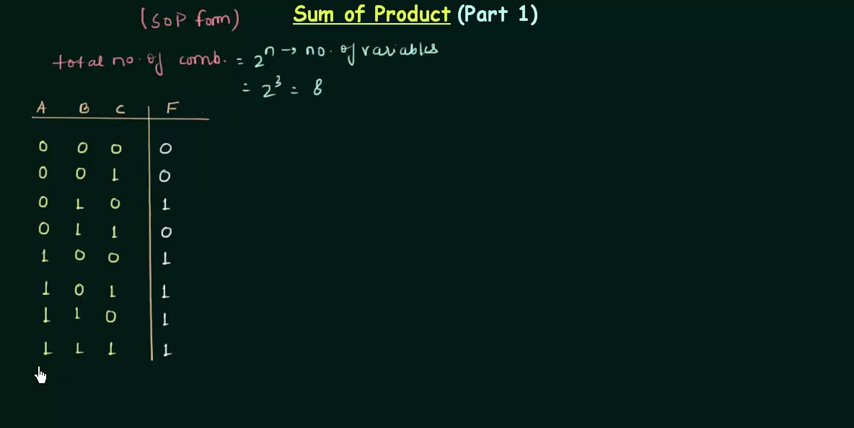 Sum of Product (Part 1)
(SOP form)
total no. of comb. = 2^n → no. of variables
= 2^3 = 8
A B C F
0 0 0 0
0 0 1 0
0 1 0 1
0 1 1 0
1 0 0 1
1 0 1 1
1 1 0 1
1 1 1 1